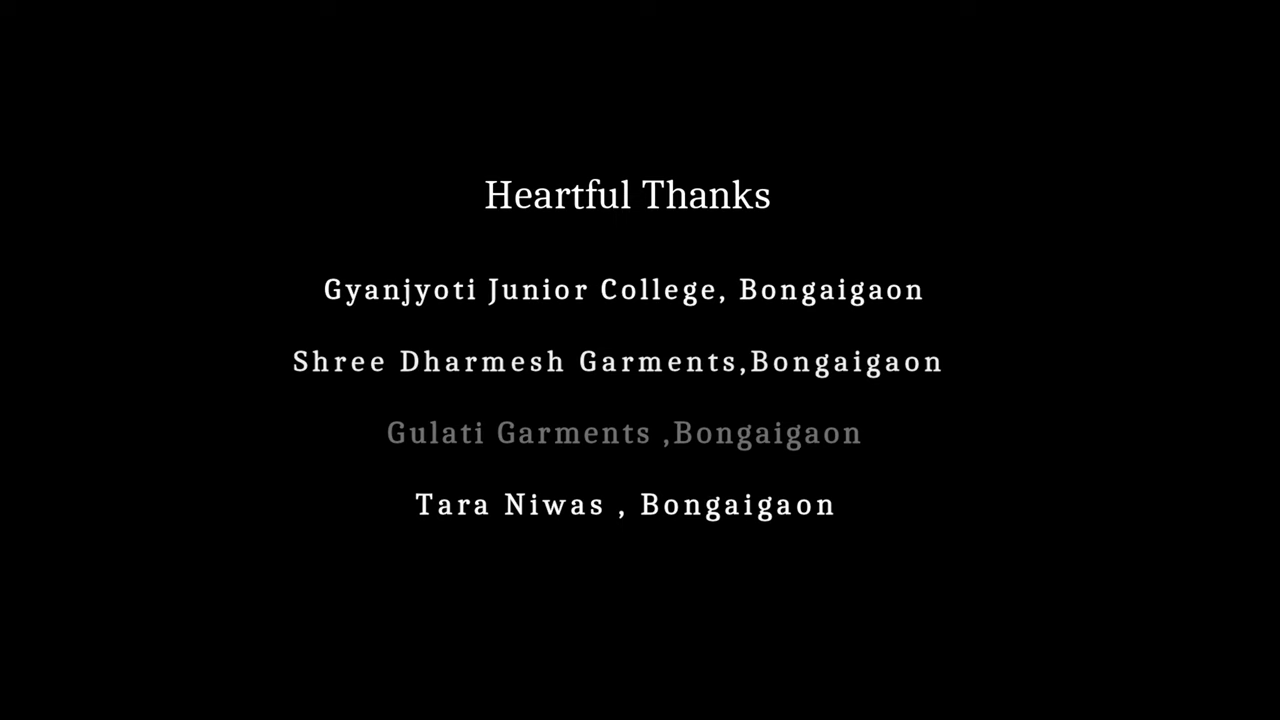 Heartful Thanks
Gyanjyoti Junior College, Bongaigaon
Shree Dharmesh Garments,Bongaigaon
Gulati Garments ,Bongaigaon
Tara Niwas , Bongaigaon